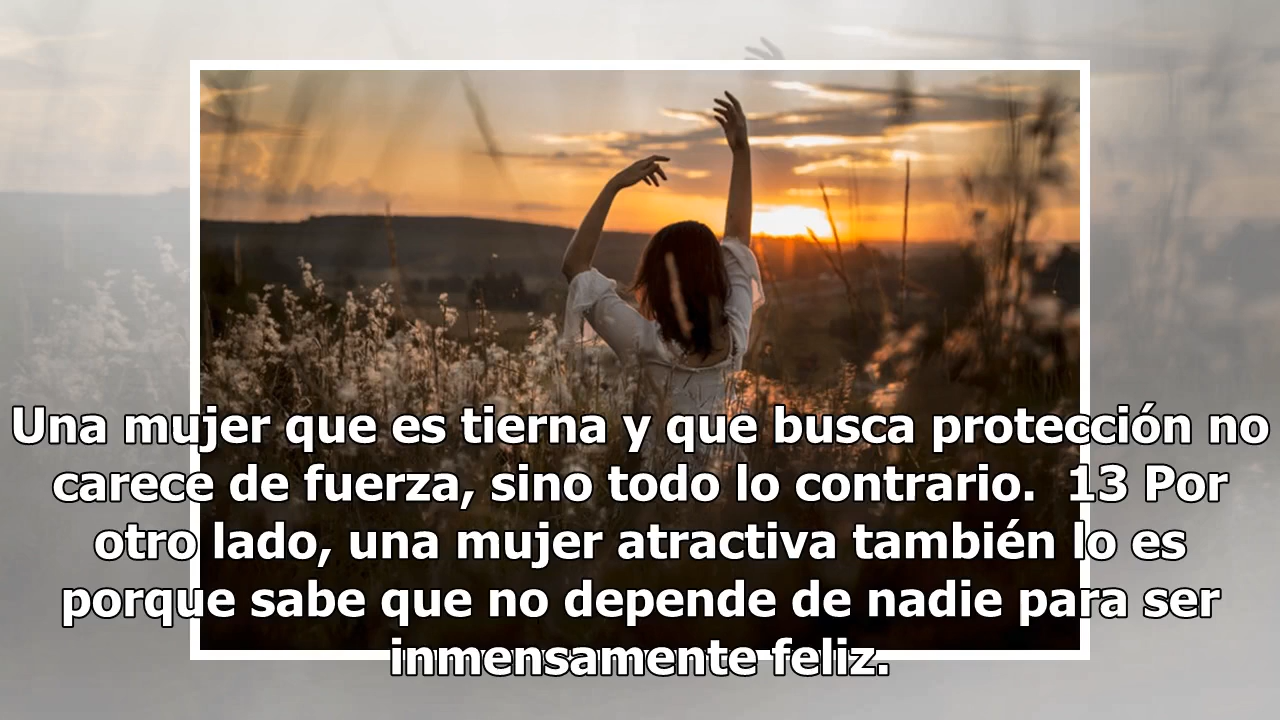 Una mujer que es tierna y que busca protección no
carece de fuerza, sino todo lo contrario.  13 Por
otro lado, una mujer atractiva también lo es
porque sabe que no depende de nadie para ser
inmensamente feliz.